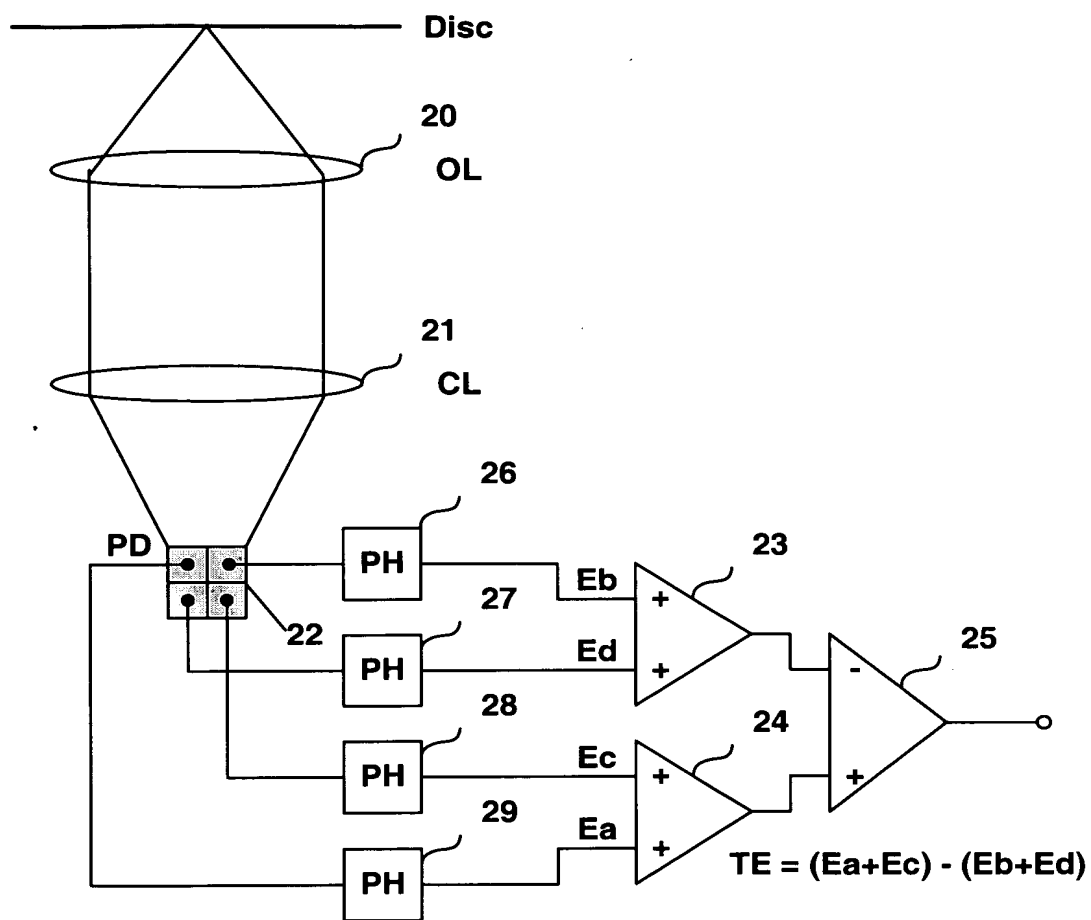 Disc
20
OL
21
CL
26
PD
PH
Eb
23
22
27
PH
Ed
+
+
25
-
+
28
PH
Ec
24
+
+
29
PH
Ea
TE = (Ea+Ec) - (Eb+Ed)